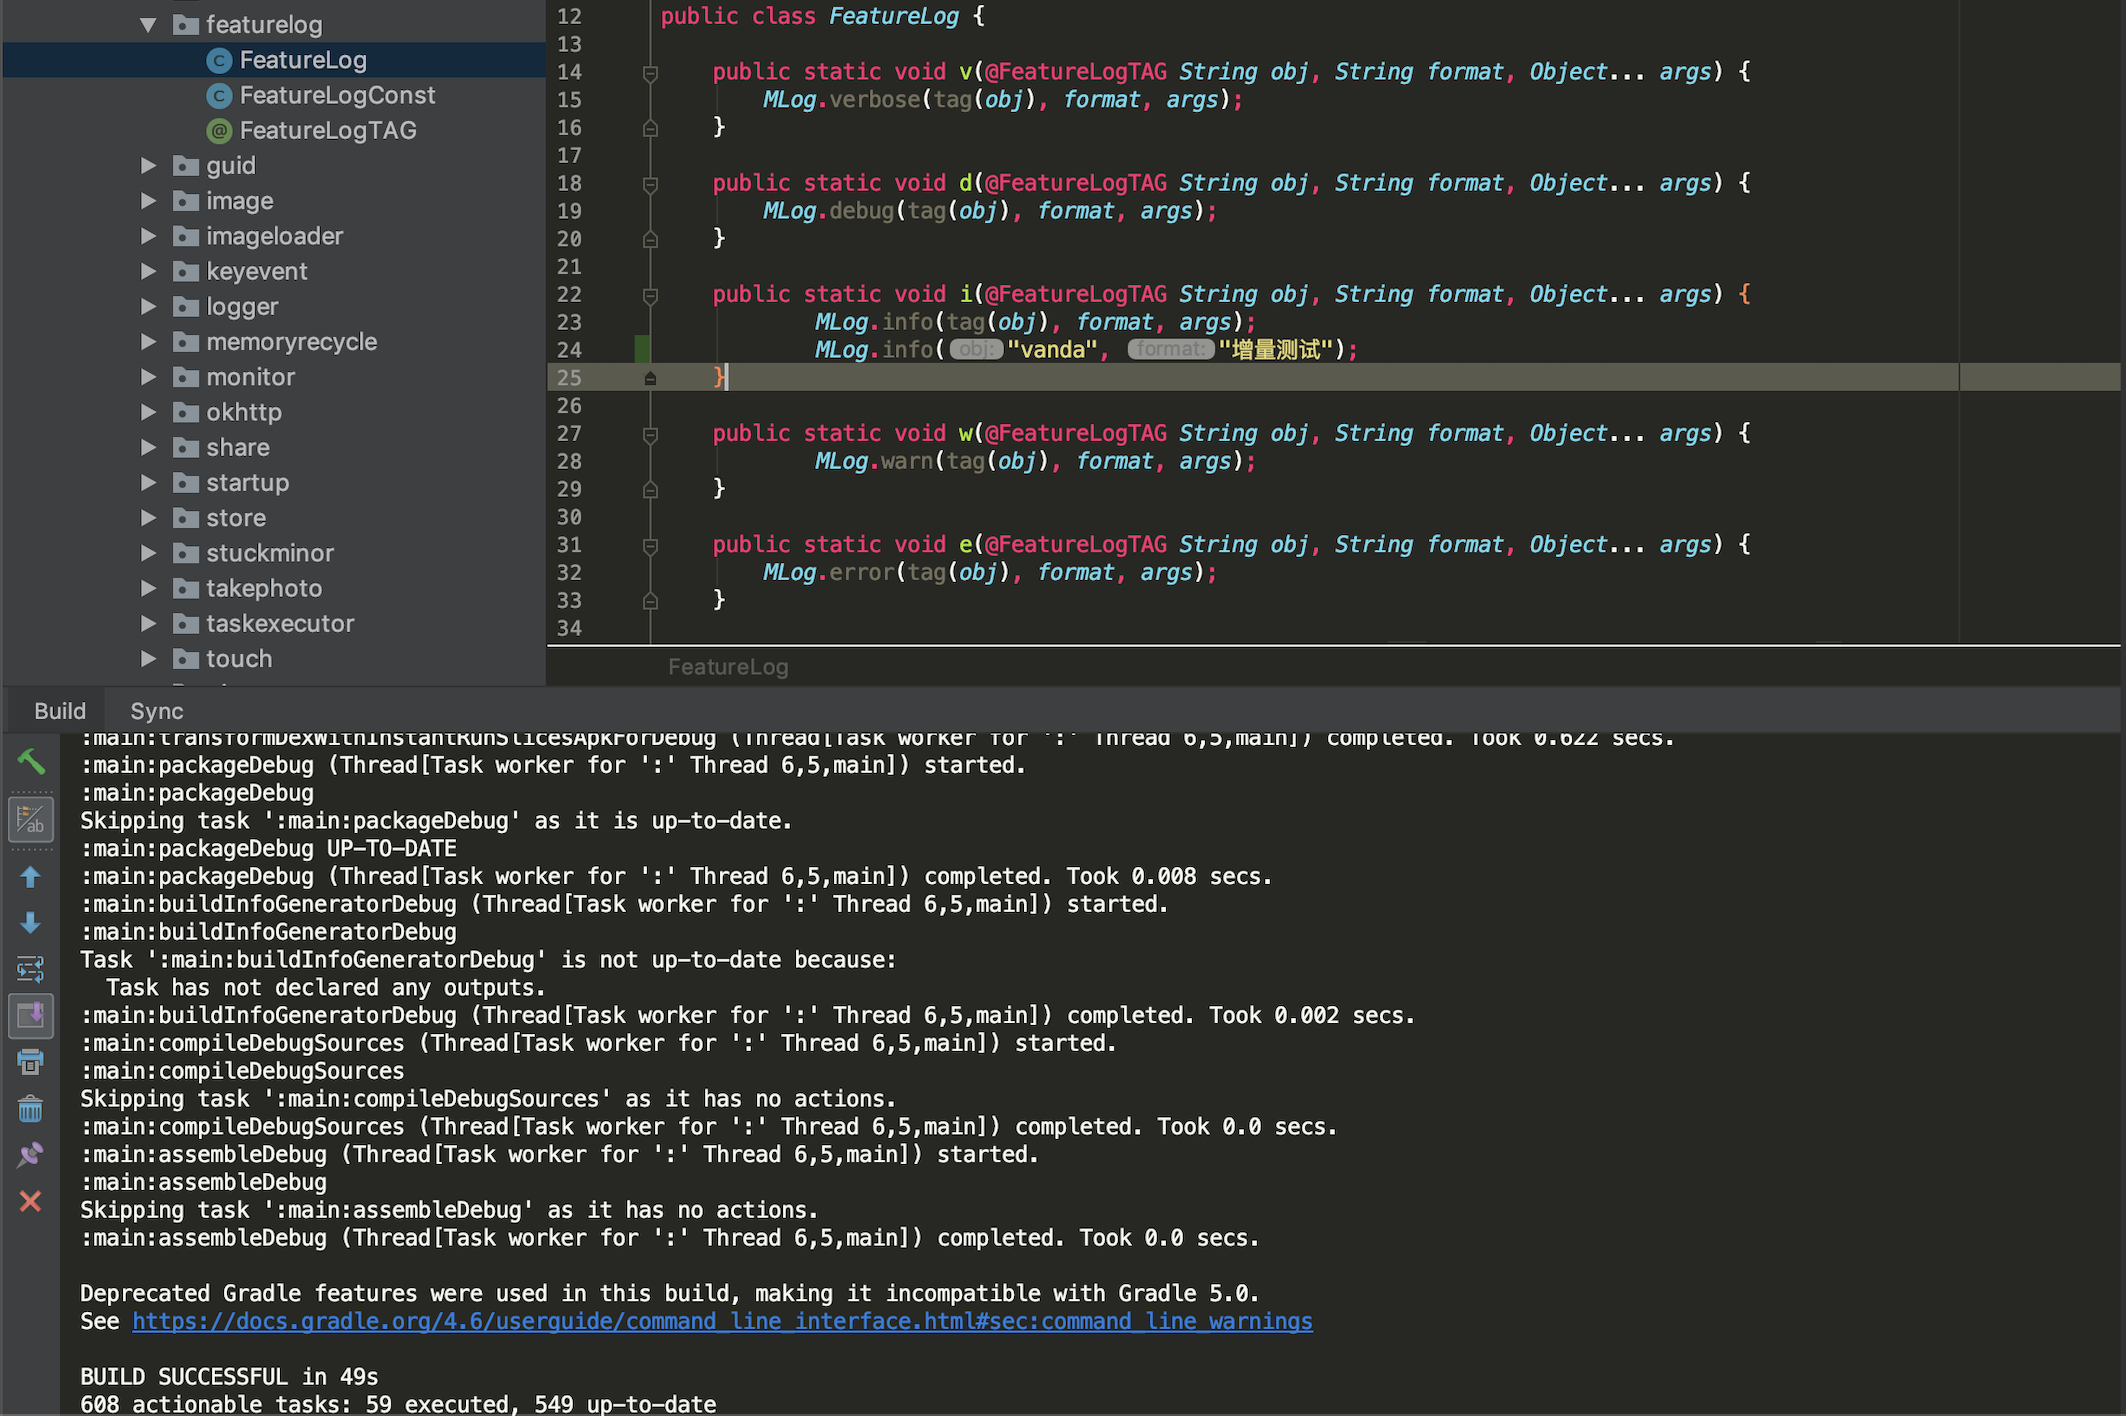 featurelog
FeatureLog
FeatureLogConst
FeatureLogTAG
guid
image
imageloader
keyevent
logger
memoryrecycle
monitor
okhttp
share
startup
store
stuckminor
takephoto
taskexecutor
touch
12 public class FeatureLog {
13
14 public static void v(@FeatureLogTAG String obj, String format, Object... args) {
15 MLog.verbose(tag(obj), format, args);
16 }
17
18 public static void d(@FeatureLogTAG String obj, String format, Object... args) {
19 MLog.debug(tag(obj), format, args);
20 }
21
22 public static void i(@FeatureLogTAG String obj, String format, Object... args) {
23 MLog.info(tag(obj), format, args);
24 MLog.info( obj: "vanda", format: "增量测试");
25 }
26
27 public static void w(@FeatureLogTAG String obj, String format, Object... args) {
28 MLog.warn(tag(obj), format, args);
29 }
30
31 public static void e(@FeatureLogTAG String obj, String format, Object... args) {
32 MLog.error(tag(obj), format, args);
33 }
34
FeatureLog
Build Sync
:main:transformDexWithInstantRunSlicesApkForDebug (Thread[Task worker for ':' Thread 6,5,main]) completed. Took 0.622 secs.
:main:packageDebug (Thread[Task worker for ':' Thread 6,5,main]) started.
:main:packageDebug
Skipping task ':main:packageDebug' as it is up-to-date.
:main:packageDebug UP-TO-DATE
:main:packageDebug (Thread[Task worker for ':' Thread 6,5,main]) completed. Took 0.008 secs.
:main:buildInfoGeneratorDebug (Thread[Task worker for ':' Thread 6,5,main]) started.
:main:buildInfoGeneratorDebug
Task ':main:buildInfoGeneratorDebug' is not up-to-date because:
Task has not declared any outputs.
:main:buildInfoGeneratorDebug (Thread[Task worker for ':' Thread 6,5,main]) completed. Took 0.002 secs.
:main:compileDebugSources (Thread[Task worker for ':' Thread 6,5,main]) started.
:main:compileDebugSources
Skipping task ':main:compileDebugSources' as it has no actions.
:main:compileDebugSources (Thread[Task worker for ':' Thread 6,5,main]) completed. Took 0.0 secs.
:main:assembleDebug (Thread[Task worker for ':' Thread 6,5,main]) started.
:main:assembleDebug
Skipping task ':main:assembleDebug' as it has no actions.
:main:assembleDebug (Thread[Task worker for ':' Thread 6,5,main]) completed. Took 0.0 secs.
Deprecated Gradle features were used in this build, making it incompatible with Gradle 5.0.
See https://docs.gradle.org/4.6/userguide/command_line_interface.html#sec:command_line_warnings
BUILD SUCCESSFUL in 49s
608 actionable tasks: 59 executed, 549 up-to-date